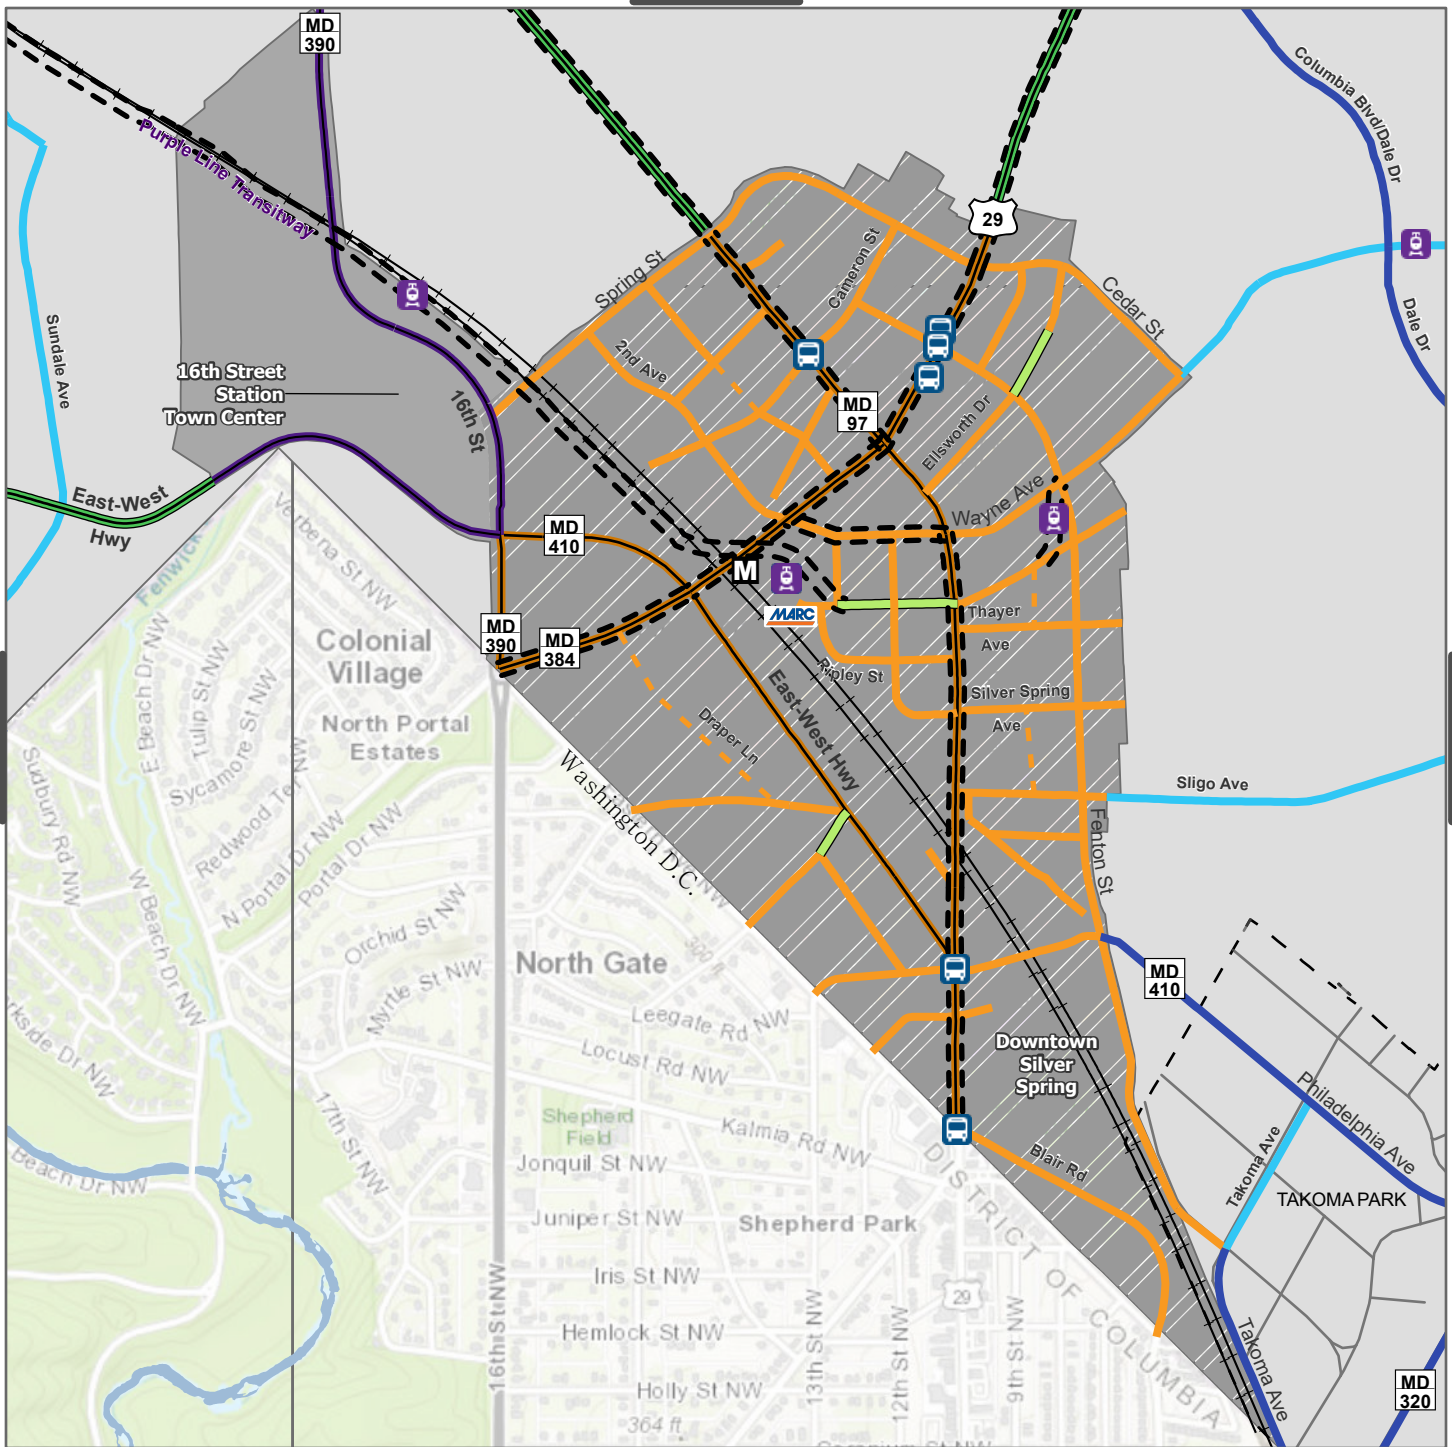 MD
390
Columbia Blvd/Dale Dr
Purple Line Transitway
29
Cameron St
Spring St
Cedar St
Dale Dr
Sundale Ave
2nd Ave
16th Street
Station
Town Center
16th St
MD
97
Ellsworth Dr
East-West
Hwy
Wayne Ave
MD
410
Verbena St NW
Fenwick
M
MARC
Thayer
Ave
MD
390
MD
384
Colonial
Village
E Beach Dr NW
Tulip St NW
Sycamore St NW
Ripley St
Silver Spring
Ave
North Portal
Estates
Draper Ln
East-West Hwy
Sudbury Rd NW
Redwood Ter NW
Washington D.C.
NW
Sligo Ave
N Portal Dr NW
Portal Dr NW
Fenton St
W Beach Dr NW
Orchid St NW
300 ft
North Gate
Myrtle St NW
MD
410
Leegate Rd NW
Locust Rd NW
Downtown
Silver
Spring
rkside Dr NW
17th St NW
Shepherd
Field
Kalmia Rd NW
Philadelphia Ave
Beach Dr NW
Jonquil St NW
Blair Rd
Takoma Ave
TAKOMA PARK
Juniper St NW
Shepherd Park
DISTRICT OF COLUMBIA
Iris St NW
29
16th St NW
Hemlock St NW
13th St NW
12th St NW
9th St NW
Takoma Ave
Holly St NW
364 ft
MD
320